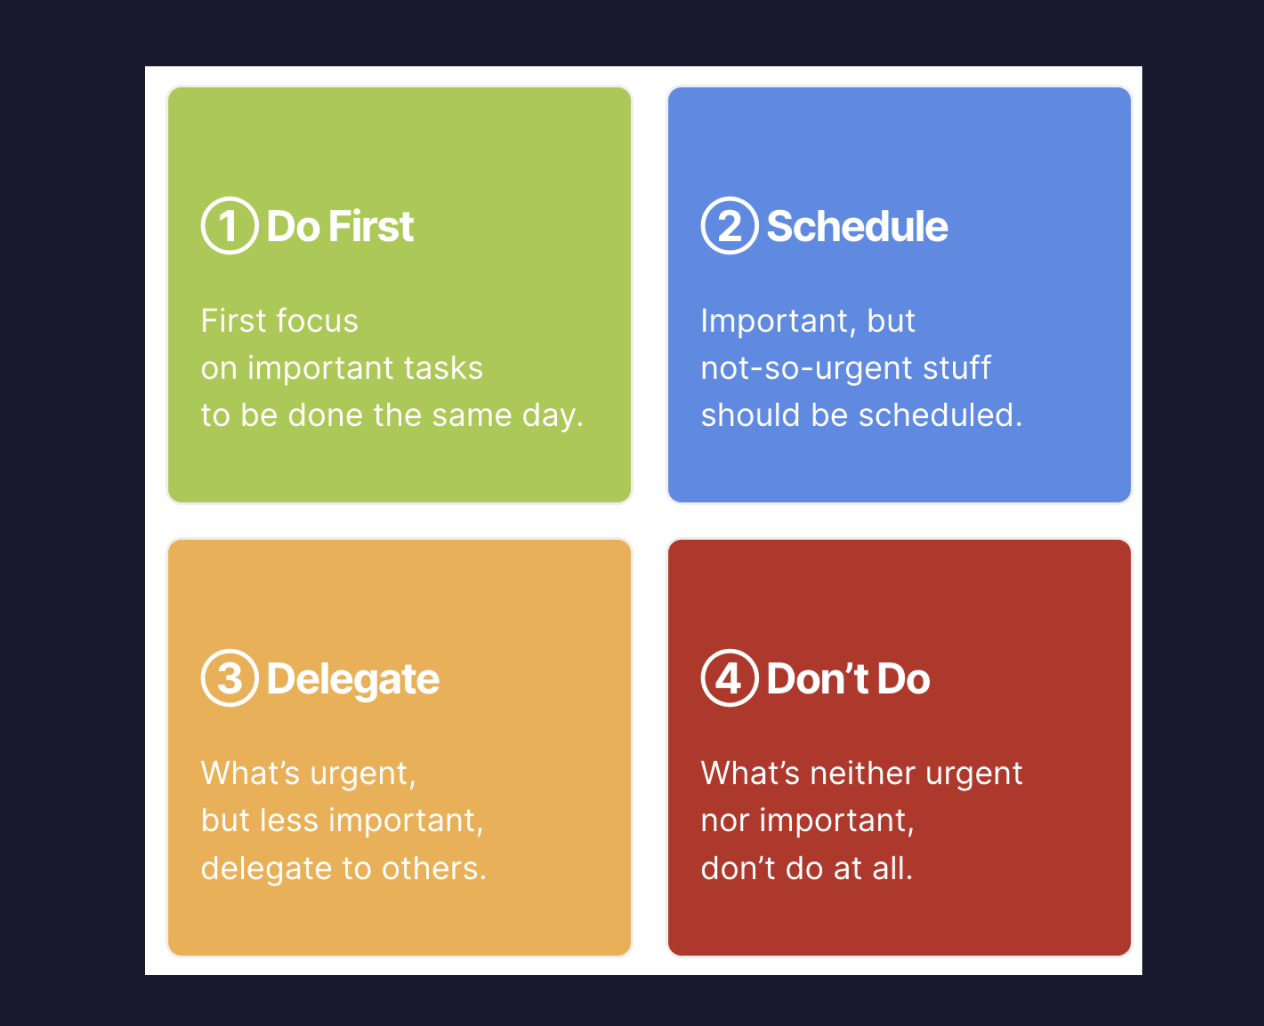 ① Do First
First focus
on important tasks
to be done the same day.
② Schedule
Important, but
not-so-urgent stuff
should be scheduled.
③ Delegate
What’s urgent,
but less important,
delegate to others.
④ Don’t Do
What’s neither urgent
nor important,
don’t do at all.